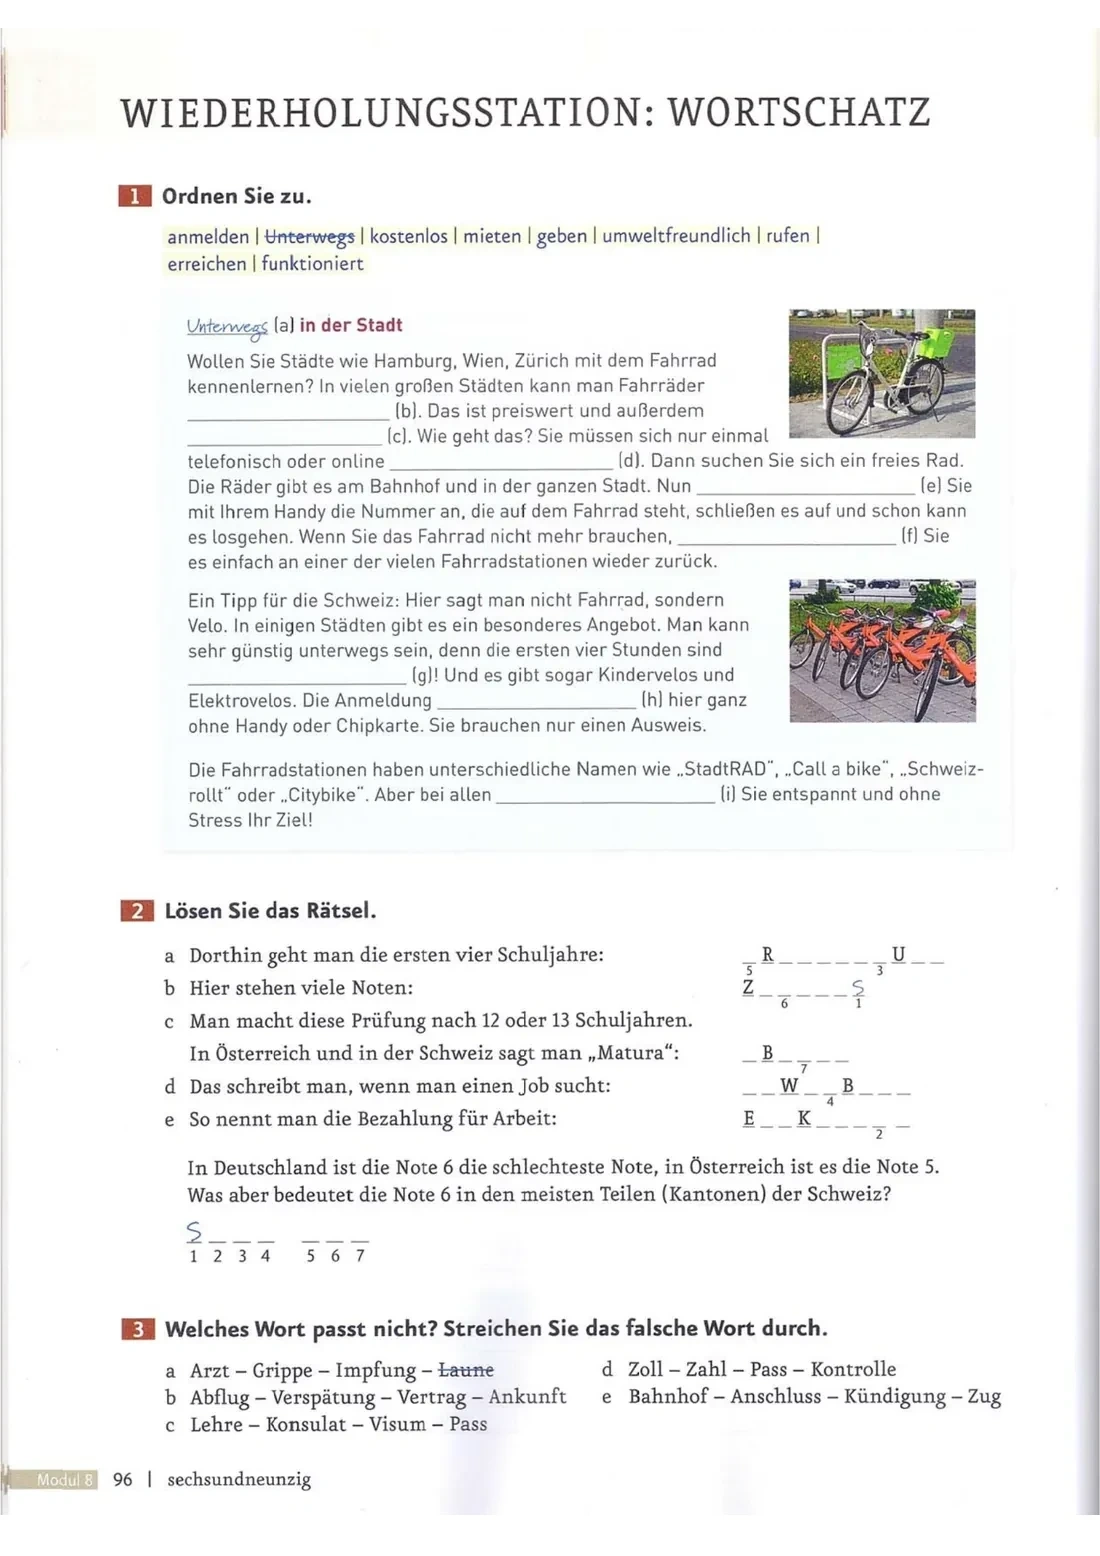 WIEDERHOLUNGSSTATION: WORTSCHATZ
1 Ordnen Sie zu.
anmelden | Unterwegs | kostenlos | mieten | geben | umweltfreundlich | rufen |
erreichen | funktioniert
Unterwegs (a) in der Stadt
Wollen Sie Städte wie Hamburg, Wien, Zürich mit dem Fahrrad
kennenlernen? In vielen großen Städten kann man Fahrräder
____________________ (b). Das ist preiswert und außerdem
____________________ (c). Wie geht das? Sie müssen sich nur einmal
telefonisch oder online ____________________ (d). Dann suchen Sie sich ein freies Rad.
Die Räder gibt es am Bahnhof und in der ganzen Stadt. Nun ____________________ (e) Sie
mit Ihrem Handy die Nummer an, die auf dem Fahrrad steht, schließen es auf und schon kann
es losgehen. Wenn Sie das Fahrrad nicht mehr brauchen, ____________________ (f) Sie
es einfach an einer der vielen Fahrradstationen wieder zurück.
Ein Tipp für die Schweiz: Hier sagt man nicht Fahrrad, sondern
Velo. In einigen Städten gibt es ein besonderes Angebot. Man kann
sehr günstig unterwegs sein, denn die ersten vier Stunden sind
____________________ (g)! Und es gibt sogar Kindervelos und
Elektrovelos. Die Anmeldung ____________________ (h) hier ganz
ohne Handy oder Chipkarte. Sie brauchen nur einen Ausweis.
Die Fahrradstationen haben unterschiedliche Namen wie „StadtRAD", „Call a bike", „Schweiz-
rollt" oder „Citybike". Aber bei allen ____________________ (i) Sie entspannt und ohne
Stress Ihr Ziel!
2 Lösen Sie das Rätsel.
a Dorthin geht man die ersten vier Schuljahre: _ R _ _ _ _ _ _ U _ _
5 3
b Hier stehen viele Noten: Z _ _ _ _ _ S
6 1
c Man macht diese Prüfung nach 12 oder 13 Schuljahren.
In Österreich und in der Schweiz sagt man „Matura": _ B _ _ _ _
7
d Das schreibt man, wenn man einen Job sucht: _ _ W _ _ B _ _ _
4
e So nennt man die Bezahlung für Arbeit: E _ _ K _ _ _ _ _
2
In Deutschland ist die Note 6 die schlechteste Note, in Österreich ist es die Note 5.
Was aber bedeutet die Note 6 in den meisten Teilen (Kantonen) der Schweiz?
S _ _ _ _ _ _
1 2 3 4 5 6 7
3 Welches Wort passt nicht? Streichen Sie das falsche Wort durch.
a Arzt – Grippe – Impfung – Laune
b Abflug – Verspätung – Vertrag – Ankunft
c Lehre – Konsulat – Visum – Pass
d Zoll – Zahl – Pass – Kontrolle
e Bahnhof – Anschluss – Kündigung – Zug
Modul 8 96 | sechsundneunzig